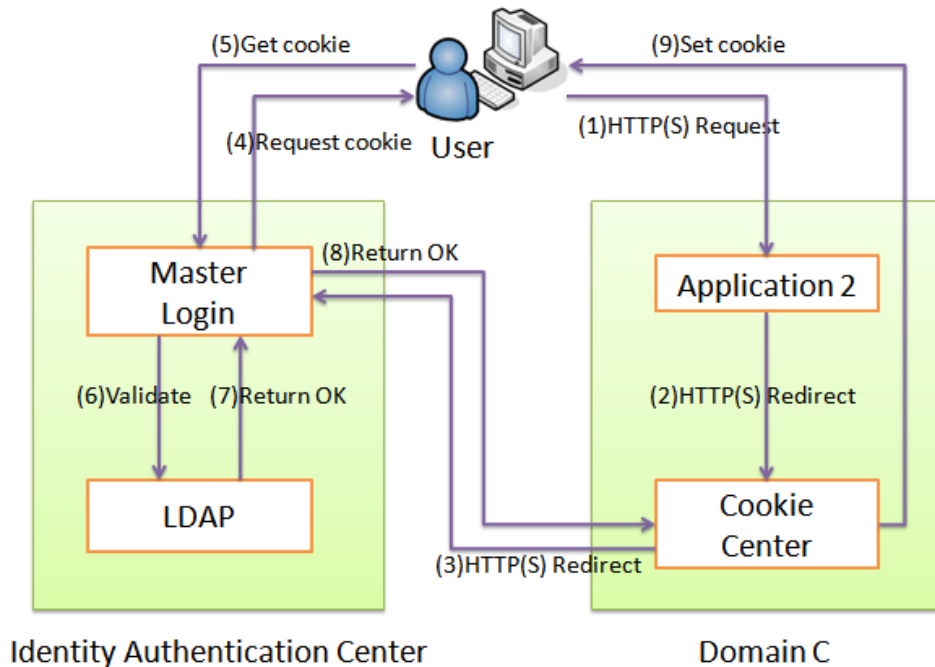 (5)Get cookie
(9)Set cookie
(4)Request cookie
User
(1)HTTP(S) Request
Master
Login
(8)Return OK
Application 2
(6)Validate
(7)Return OK
(2)HTTP(S) Redirect
LDAP
Cookie
Center
(3)HTTP(S) Redirect
Identity Authentication Center
Domain C